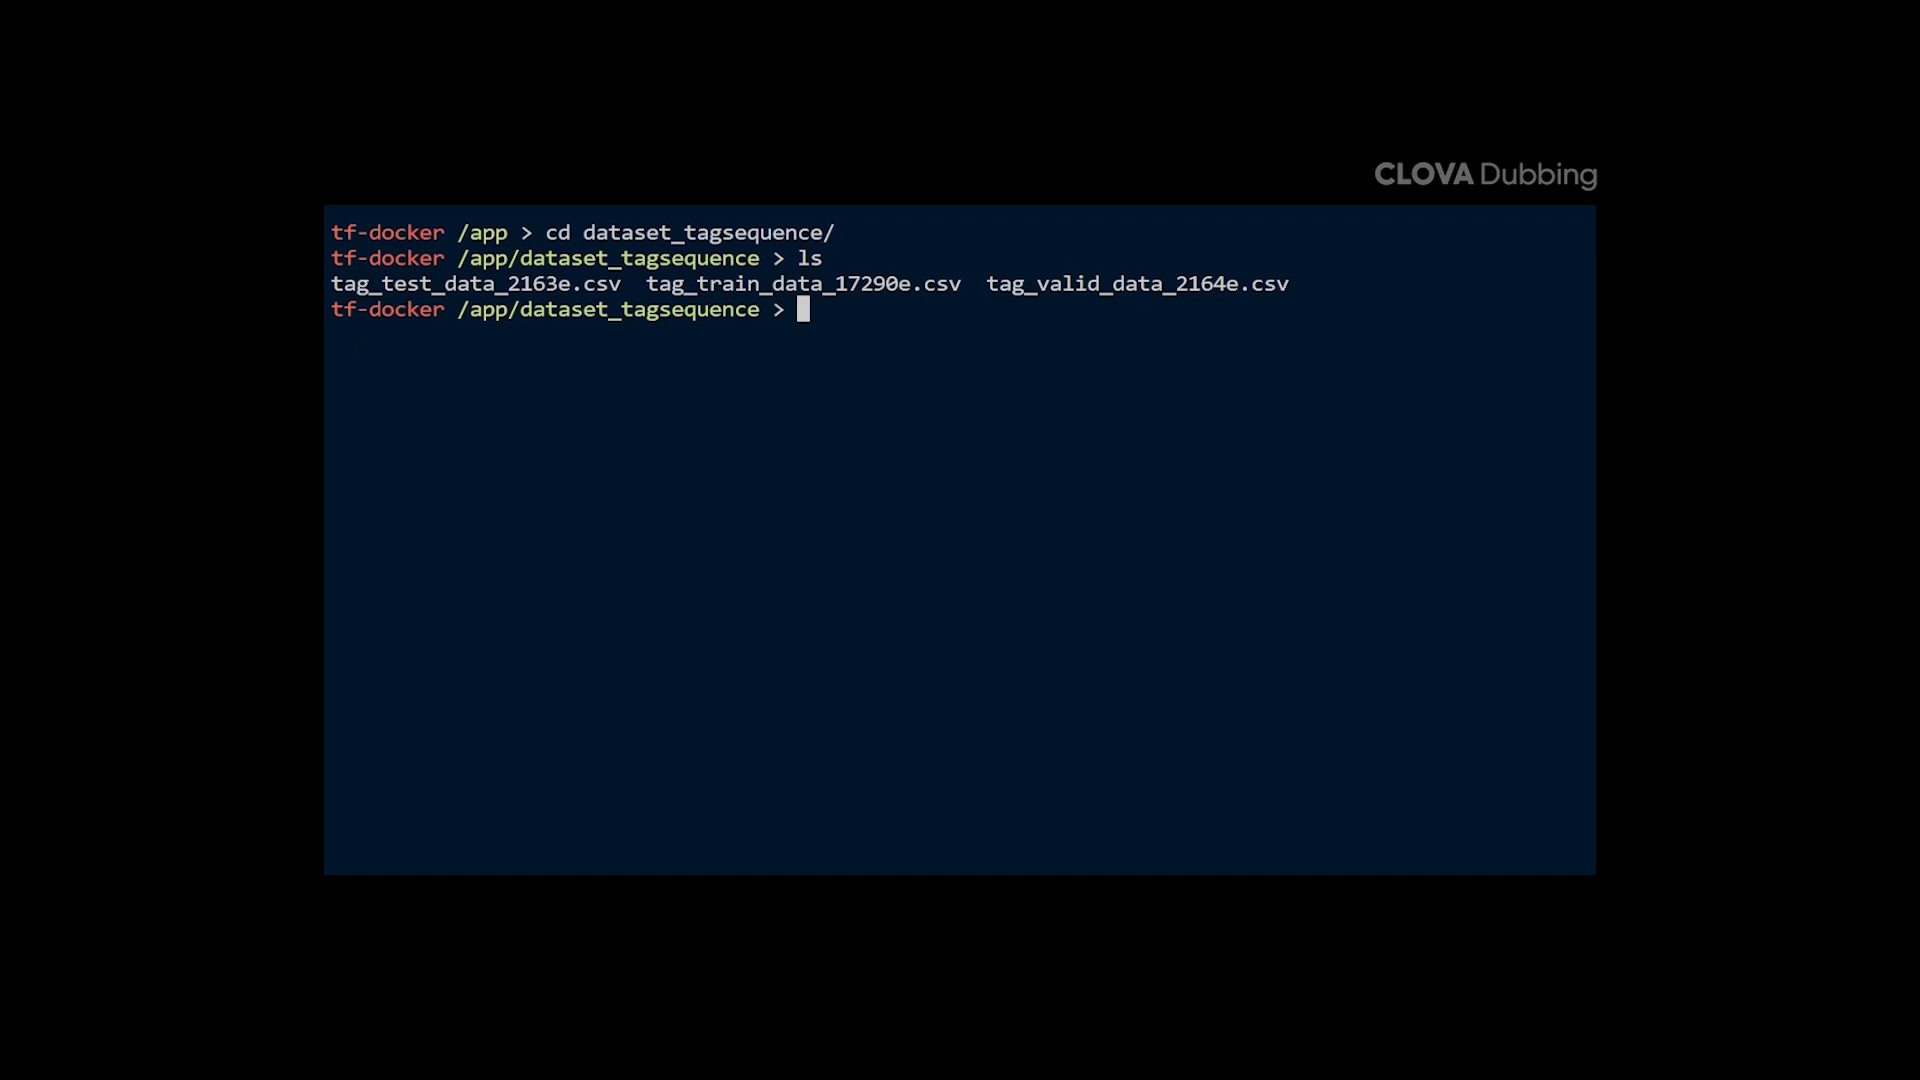 CLOVA Dubbing
tf-docker /app > cd dataset_tagsequence/
tf-docker /app/dataset_tagsequence > ls
tag_test_data_2163e.csv  tag_train_data_17290e.csv  tag_valid_data_2164e.csv
tf-docker /app/dataset_tagsequence >